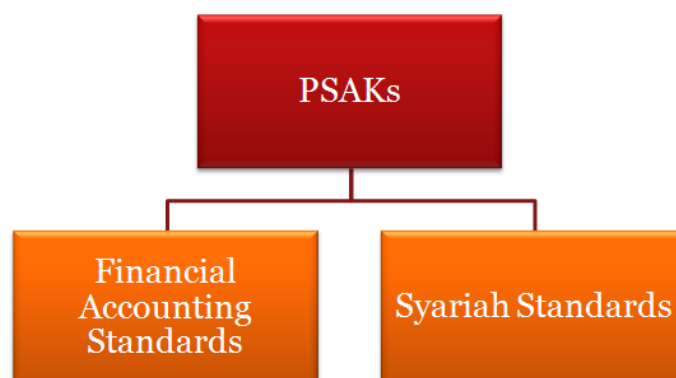 PSAKs
Financial
Accounting
Standards
Syariah Standards